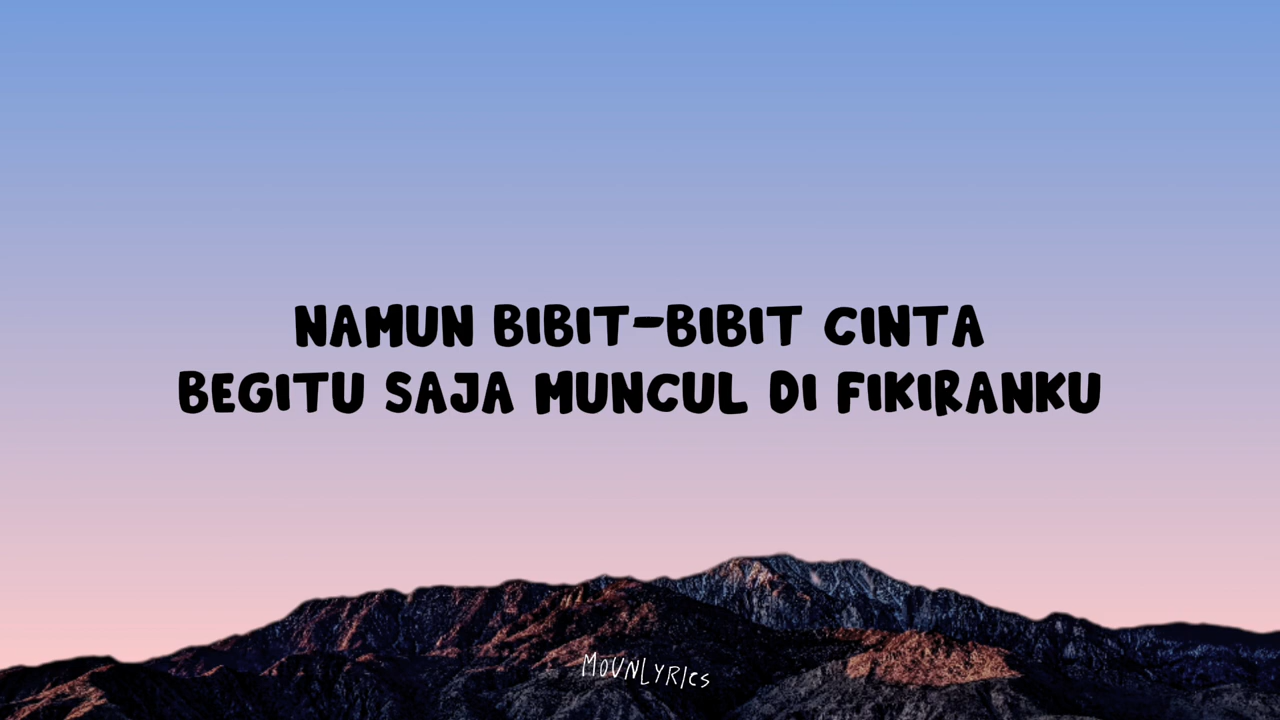 NAMUN BIBIT-BIBIT CINTA
BEGITU SAJA MUNCUL DI FIKIRANKU
MOUNLYRIcs